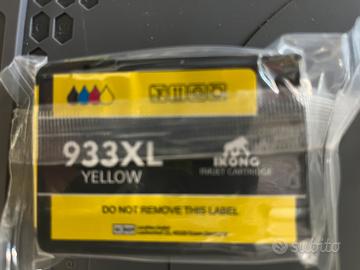 933XL
YELLOW
IKONG
INKJET CARTRIDGE
DO NOT REMOVE THIS LABEL
subito